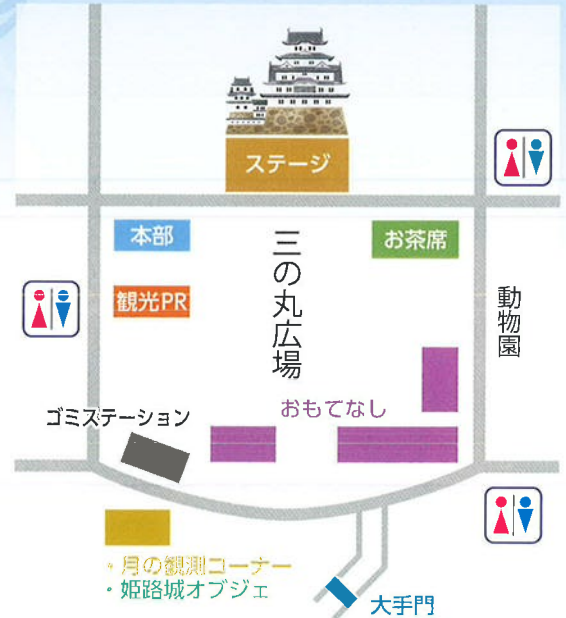 ステージ
本部
お茶席
観光PR
三の丸広場
動物園
おもてなし
ゴミステーション
・月の観測コーナー
・姫路城オブジェ
大手門